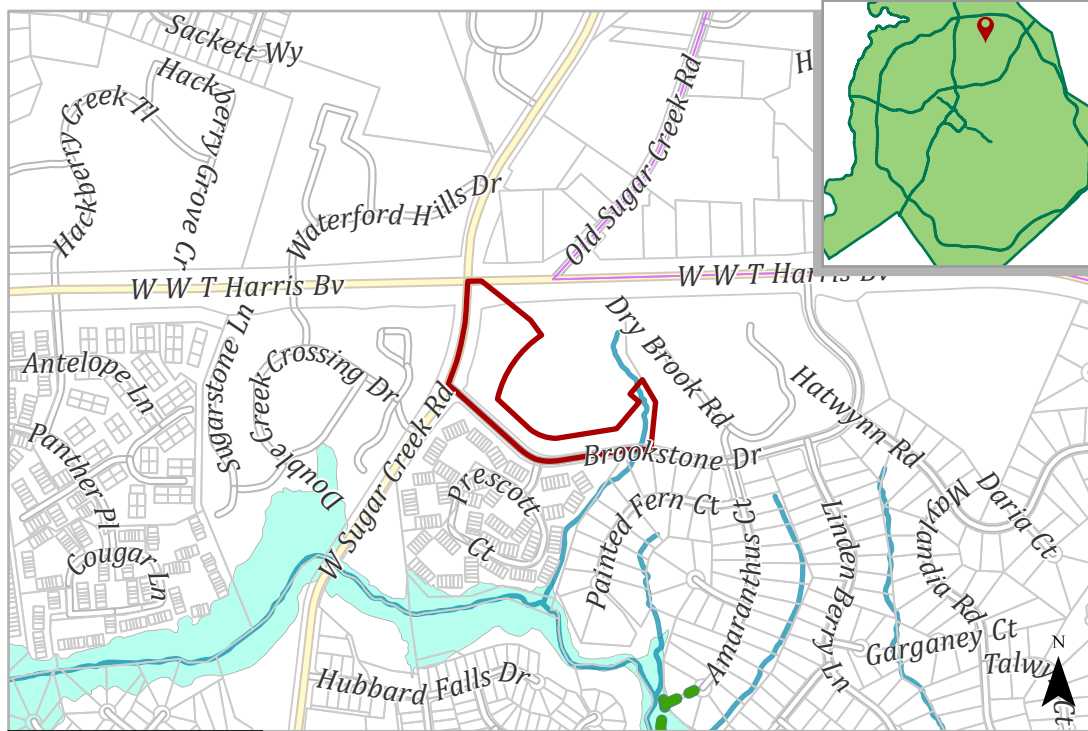 Sackett Wy
H
Hackberry Creek Tl
Hackberry Grove Cr
Old Sugar Creek Rd
Waterford Hills Dr
W W T Harris Bv
W W T Harris Bv
Antelope Ln
Sugarstone Ln
Double Creek Crossing Dr
Dry Brook Rd
Hatwynn Rd
W Sugar Creek Rd
Panther Pl
Brookstone Dr
Prescott Ct
Painted Fern Ct
Daria Ct
Maylandia Rd
Cougar Ln
Amaranthus Ct
Linden Berry Ln
Garganey Ct
Talwy
Ct
Hubbard Falls Dr
N